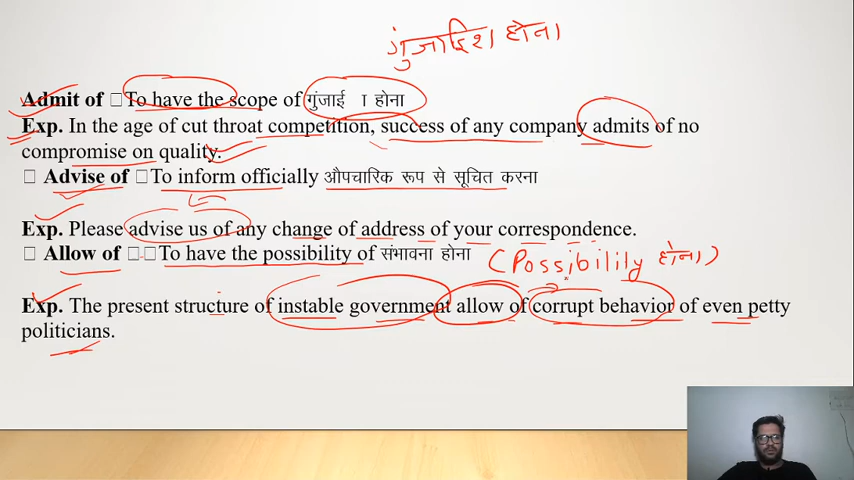 गुंजाइश होना
Admit of □To have the scope of गुंजाई ा होना
Exp. In the age of cut throat competition, success of any company admits of no
compromise on quality.
□ Advise of □To inform officially औपचारिक रूप से सूचित करना
Exp. Please advise us of any change of address of your correspondence.
□ Allow of □□To have the possibility of संभावना होना (Possibility होना)
Exp. The present structure of instable government allow of corrupt behavior of even petty
politicians.